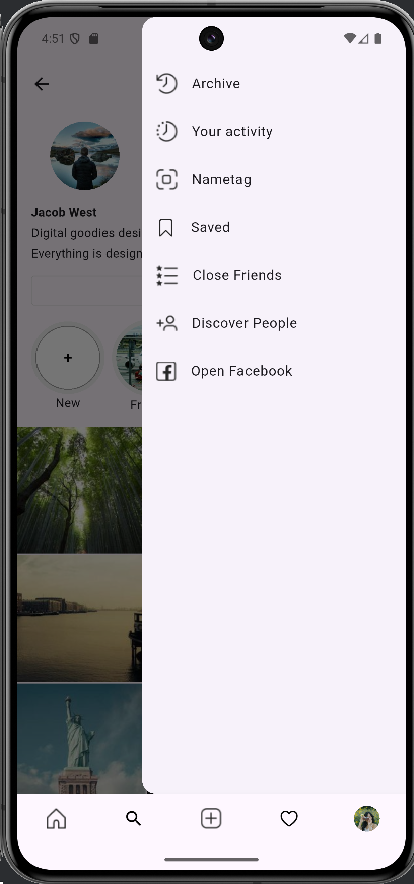 4:51
Archive
Your activity
Nametag
Saved
Close Friends
Discover People
Open Facebook
Jacob West
Digital goodies desi
Everything is design
+
New
Fr